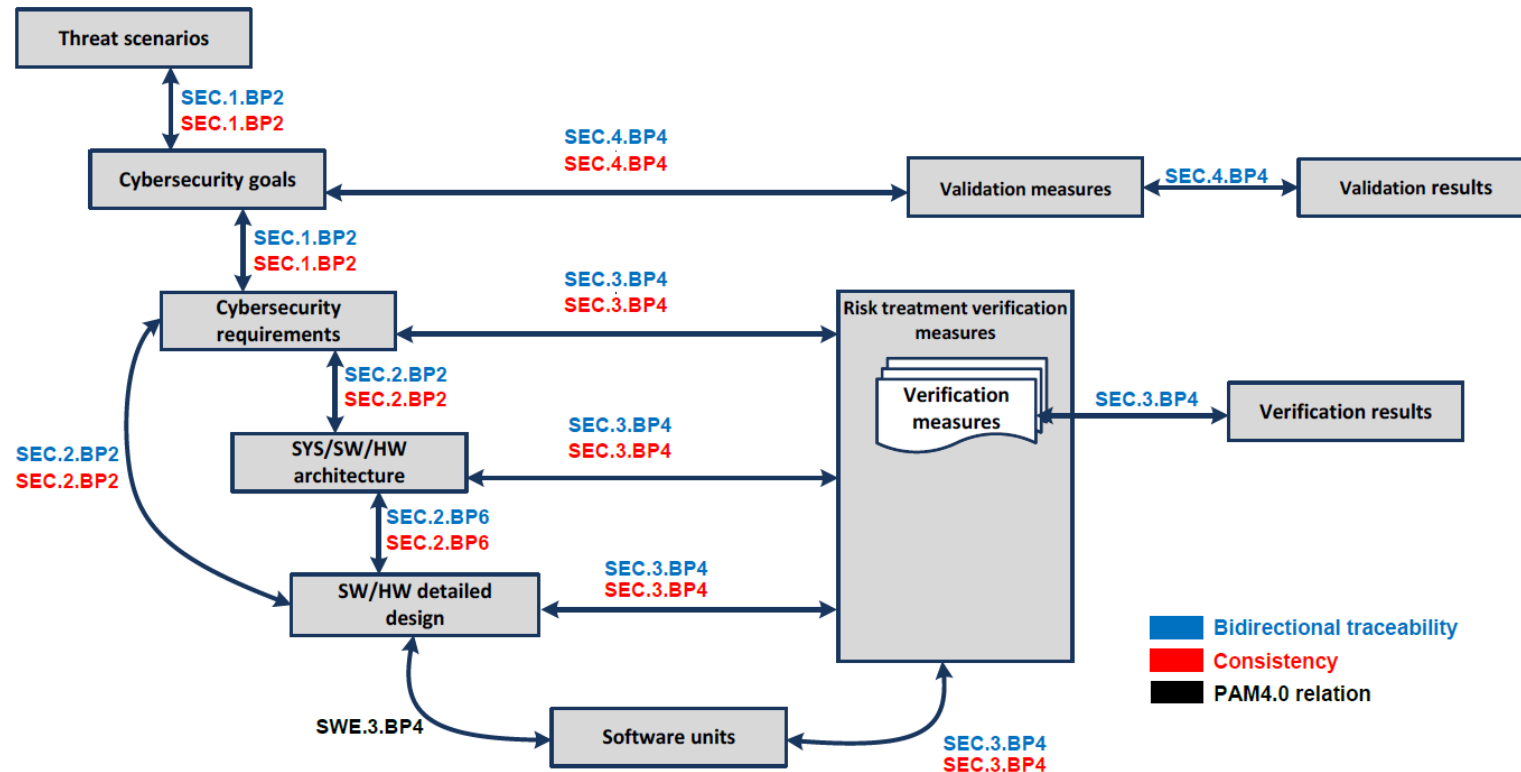 Threat scenarios
SEC.1.BP2
SEC.1.BP2
Cybersecurity goals
SEC.4.BP4
SEC.4.BP4
Validation measures
SEC.4.BP4
Validation results
SEC.1.BP2
SEC.1.BP2
Cybersecurity
requirements
SEC.3.BP4
SEC.3.BP4
Risk treatment verification
measures
Verification
measures
SEC.3.BP4
Verification results
SEC.2.BP2
SEC.2.BP2
SEC.2.BP2
SEC.2.BP2
SYS/SW/HW
architecture
SEC.3.BP4
SEC.3.BP4
SEC.2.BP6
SEC.2.BP6
SW/HW detailed
design
SEC.3.BP4
SEC.3.BP4
SWE.3.BP4
Software units
SEC.3.BP4
SEC.3.BP4
Bidirectional traceability
Consistency
PAM4.0 relation